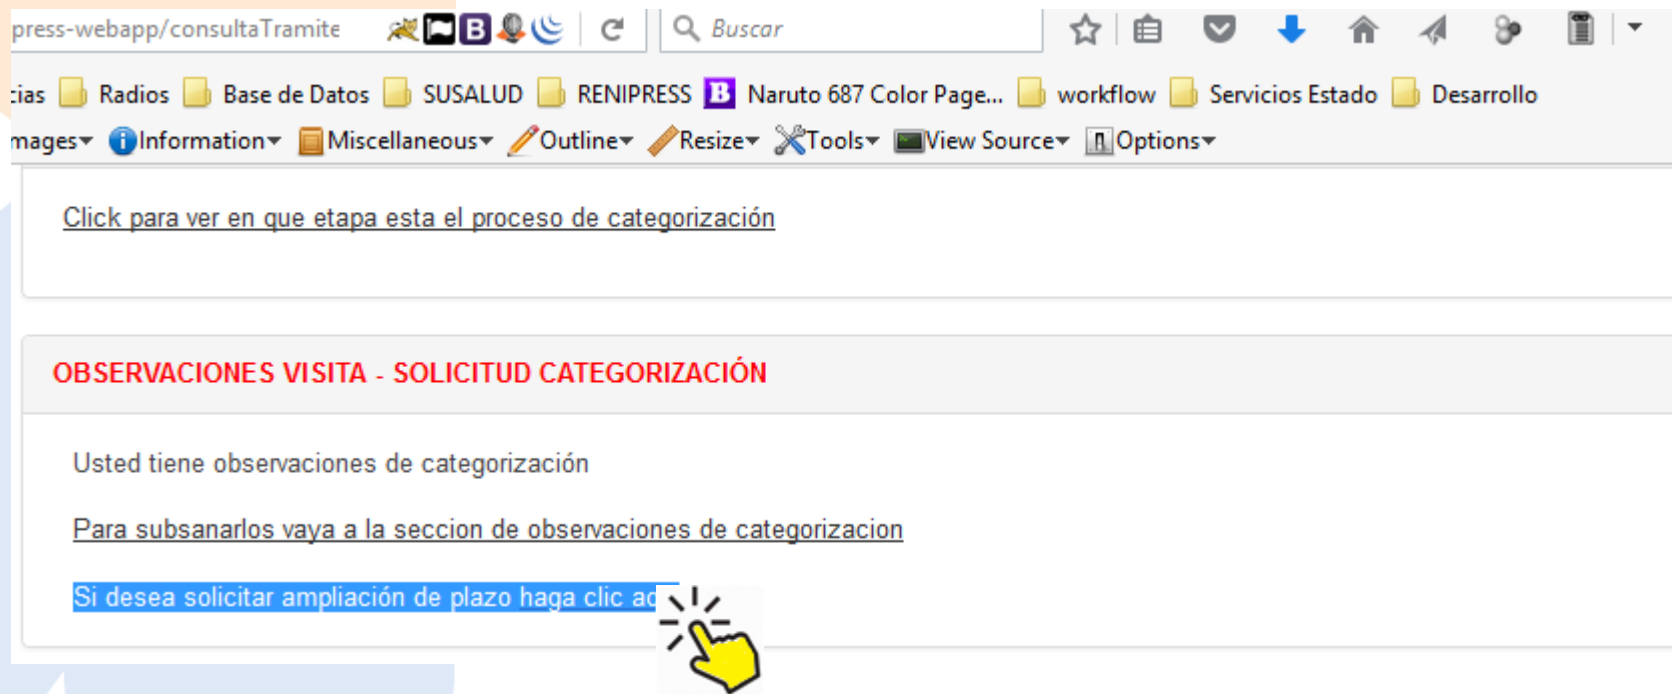 press-webapp/consultaTramite B Buscar
cias Radios Base de Datos SUSALUD RENIPRESS B Naruto 687 Color Page... workflow Servicios Estado Desarrollo
mages Information Miscellaneous Outline Resize Tools View Source Options
Click para ver en que etapa esta el proceso de categorización
OBSERVACIONES VISITA - SOLICITUD CATEGORIZACIÓN
Usted tiene observaciones de categorización
Para subsanarlos vaya a la seccion de observaciones de categorizacion
Si desea solicitar ampliación de plazo haga clic